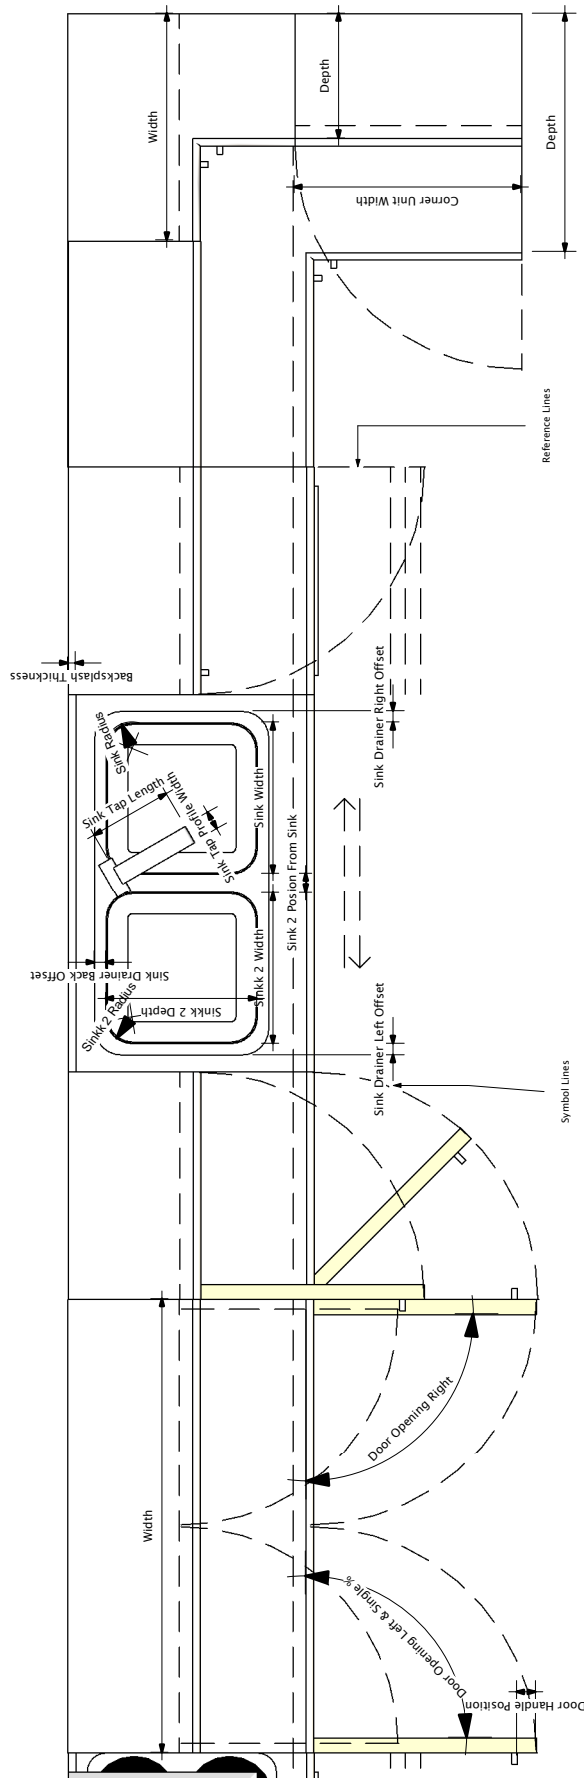 Depth
Width
Depth
Corner Unit Width
Reference Lines
Backsplash Thickness
Sink Drainer Right Offset
Sink Radius
Sink Tap Length
Sink Width
Sink Tap Profile Width
Sink 2 Posion From Sink
Sinkk 2 Width
Sink Drainer Back Offset
Sinkk 2 Depth
Sinkk 2 Radius
Sink Drainer Left Offset
Symbol Lines
Door Opening Right
Width
Door Opening Left & Single %
Door Handle Position